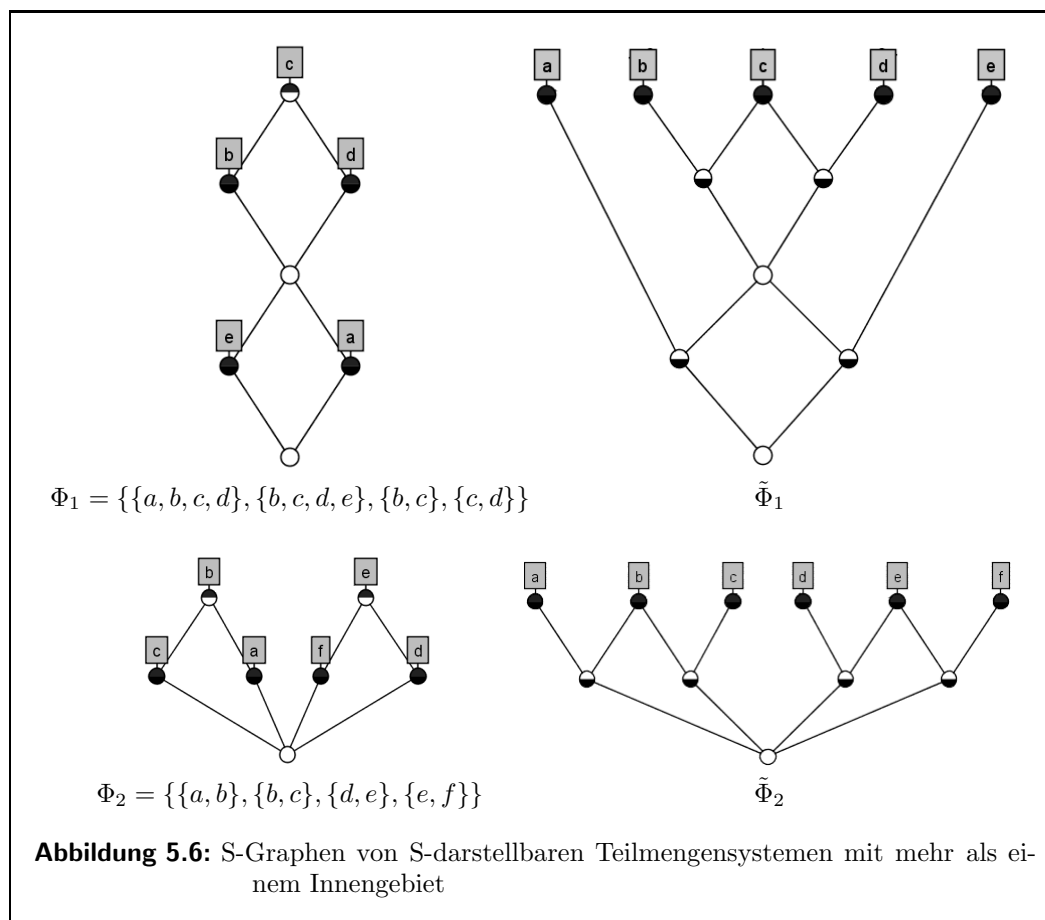 c
b d
e a
a b c d e
Φ₁ = {{a, b, c, d}, {b, c, d, e}, {b, c}, {c, d}}
Φ̃₁
b e
c a f d
a b c d e f
Φ₂ = {{a, b}, {b, c}, {d, e}, {e, f}}
Φ̃₂
Abbildung 5.6: S-Graphen von S-darstellbaren Teilmengensystemen mit mehr als ei-
nem Innengebiet